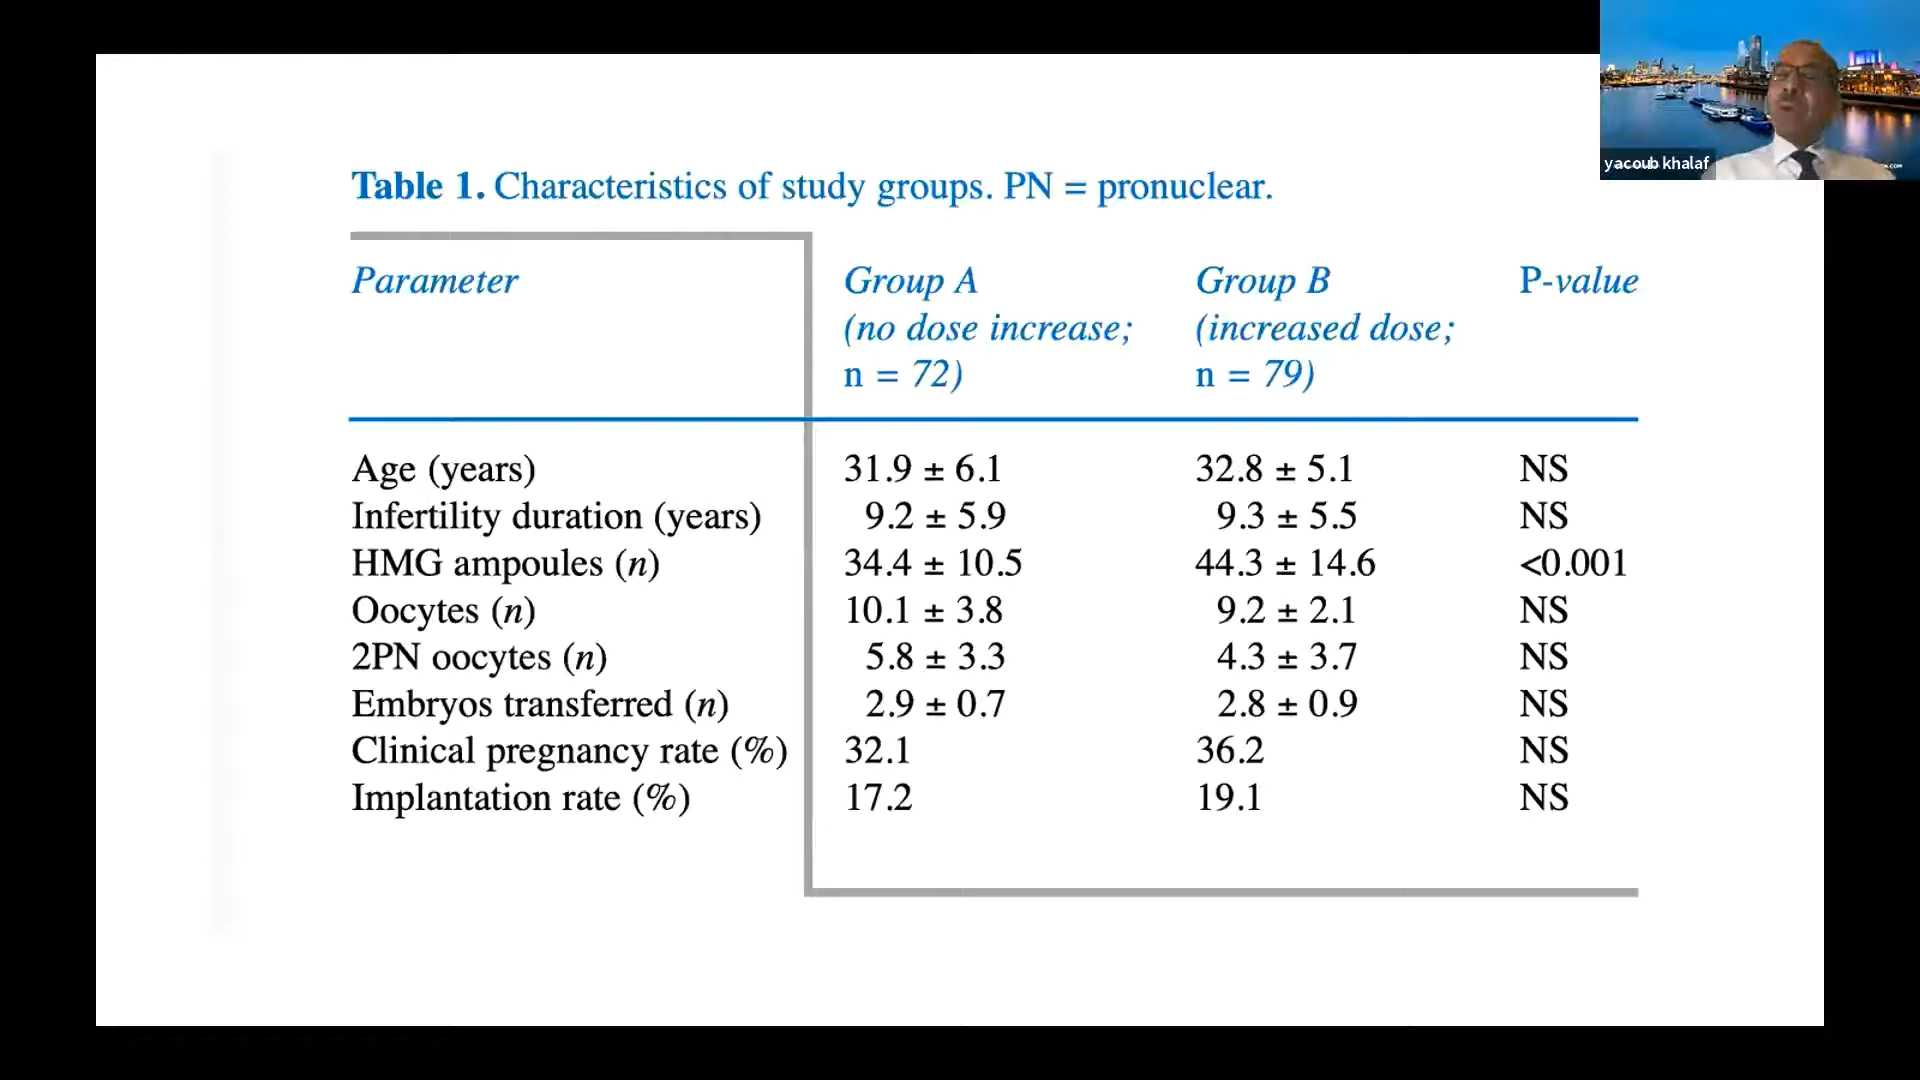 yacoub khalaf
Table 1. Characteristics of study groups. PN = pronuclear.
Parameter Group A Group B P-value
(no dose increase; (increased dose;
n = 72) n = 79)
Age (years) 31.9 ± 6.1 32.8 ± 5.1 NS
Infertility duration (years) 9.2 ± 5.9 9.3 ± 5.5 NS
HMG ampoules (n) 34.4 ± 10.5 44.3 ± 14.6 <0.001
Oocytes (n) 10.1 ± 3.8 9.2 ± 2.1 NS
2PN oocytes (n) 5.8 ± 3.3 4.3 ± 3.7 NS
Embryos transferred (n) 2.9 ± 0.7 2.8 ± 0.9 NS
Clinical pregnancy rate (%) 32.1 36.2 NS
Implantation rate (%) 17.2 19.1 NS